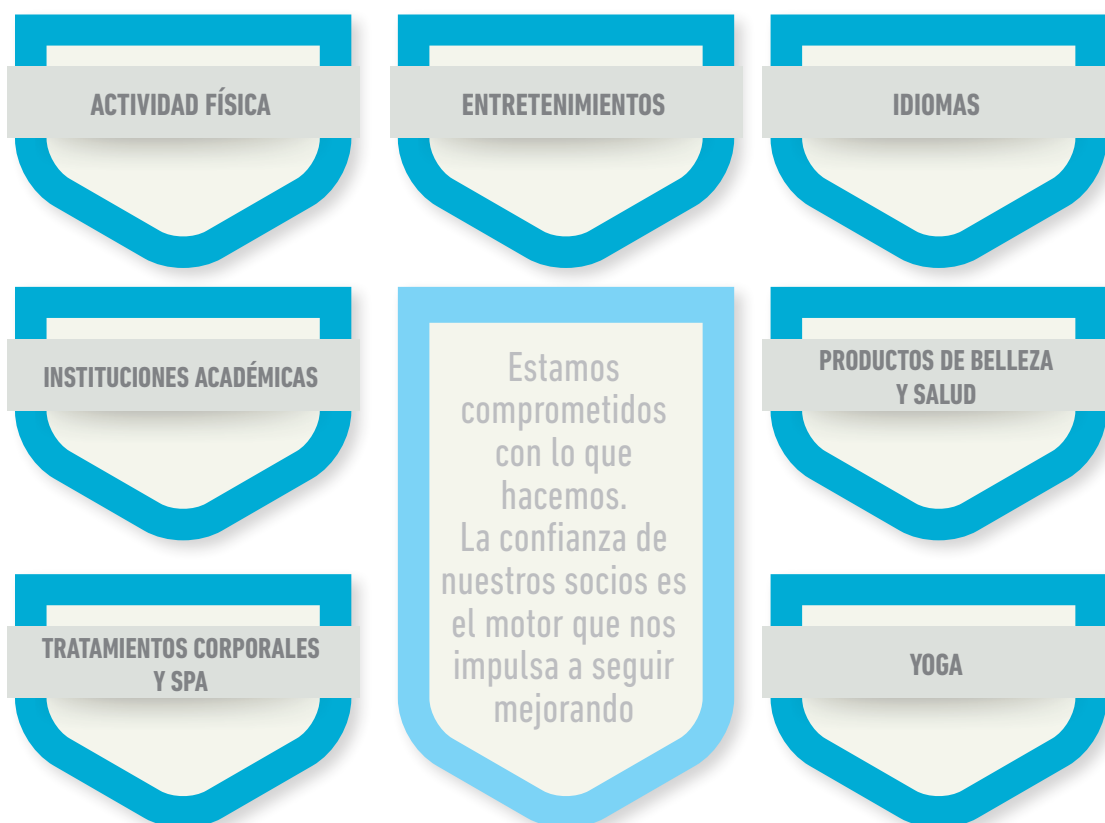 ACTIVIDAD FÍSICA
ENTRETENIMIENTOS
IDIOMAS
INSTITUCIONES ACADÉMICAS
Estamos
comprometidos
con lo que
hacemos.
La confianza de
nuestros socios es
el motor que nos
impulsa a seguir
mejorando
PRODUCTOS DE BELLEZA
Y SALUD
TRATAMIENTOS CORPORALES
Y SPA
YOGA